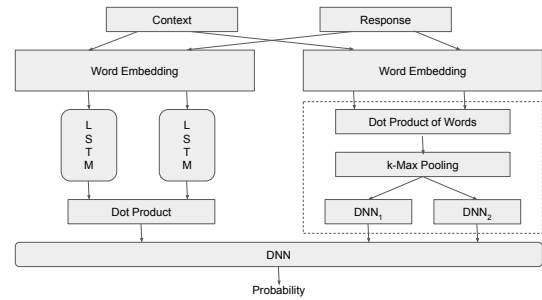 Context
Response
Word Embedding
Word Embedding
L
S
T
M
L
S
T
M
Dot Product of Words
k-Max Pooling
Dot Product
DNN₁
DNN₂
DNN
Probability